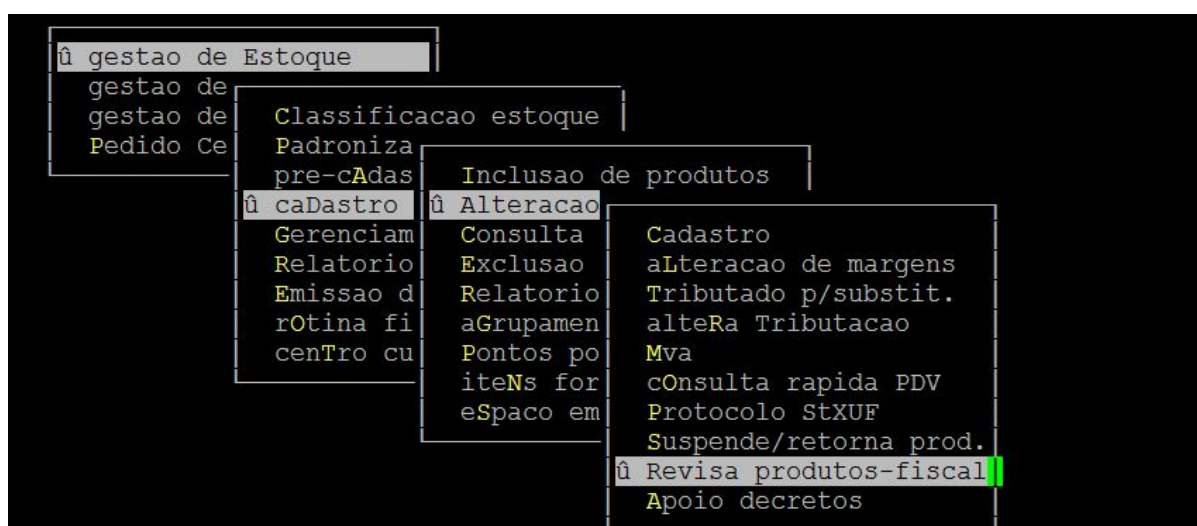 û gestao de Estoque
gestao de
gestao de
Pedido Ce
Classificacao estoque
Padroniza
pre-cAdas
û caDastro
Gerenciam
Relatorio
Emissao d
rOtina fi
cenTro cu
Inclusao de produtos
û Alteracao
Consulta
Exclusao
Relatorio
aGrupamen
Pontos po
iteNs for
eSpaco em
Cadastro
aLteracao de margens
Tributado p/substit.
alteRa Tributacao
Mva
cOnsulta rapida PDV
Protocolo StXUF
Suspende/retorna prod.
û Revisa produtos-fiscal
Apoio decretos